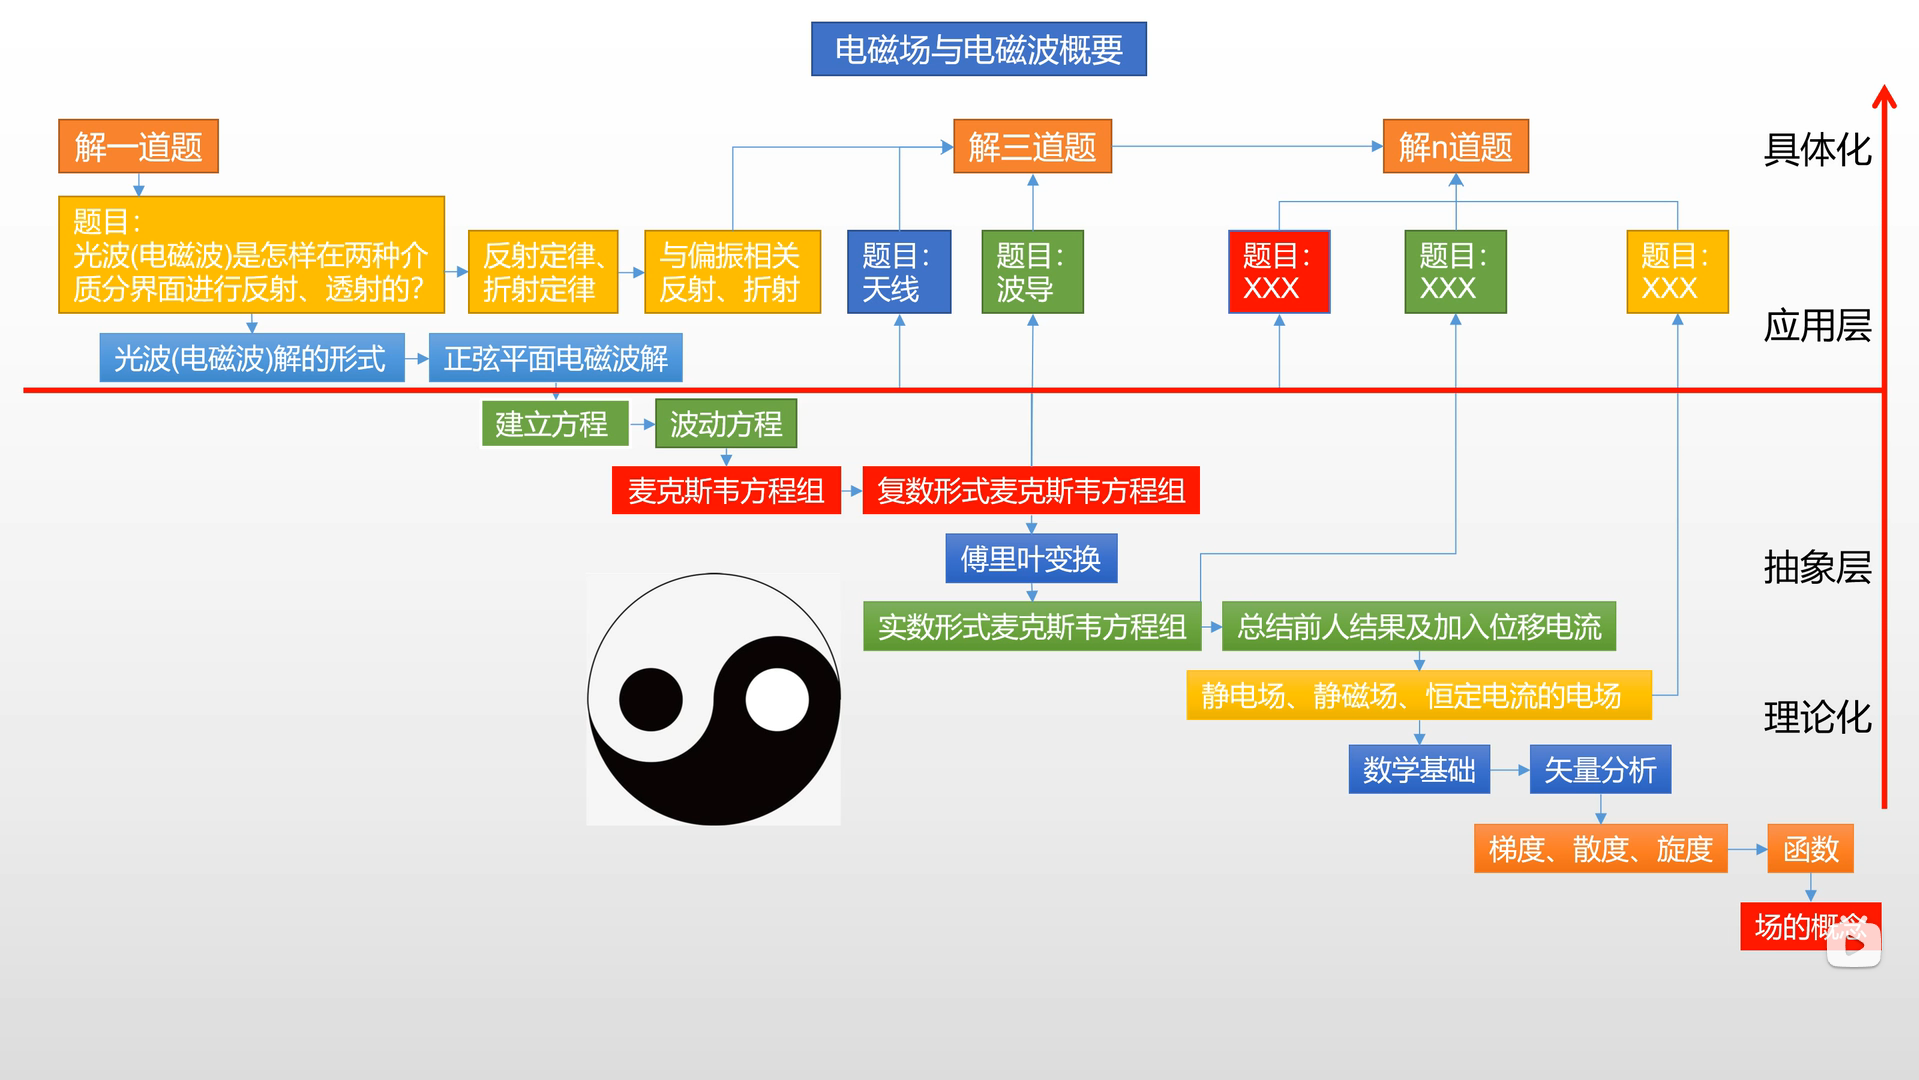 电磁场与电磁波概要
解一道题
解三道题
解n道题
具体化
题目：
光波(电磁波)是怎样在两种介
质分界面进行反射、透射的？
反射定律、
折射定律
与偏振相关
反射、折射
题目：
天线
题目：
波导
题目：
XXX
题目：
XXX
题目：
XXX
应用层
光波(电磁波)解的形式
正弦平面电磁波解
建立方程
波动方程
麦克斯韦方程组
复数形式麦克斯韦方程组
傅里叶变换
抽象层
实数形式麦克斯韦方程组
总结前人结果及加入位移电流
静电场、静磁场、恒定电流的电场
理论化
数学基础
矢量分析
梯度、散度、旋度
函数
场的概念